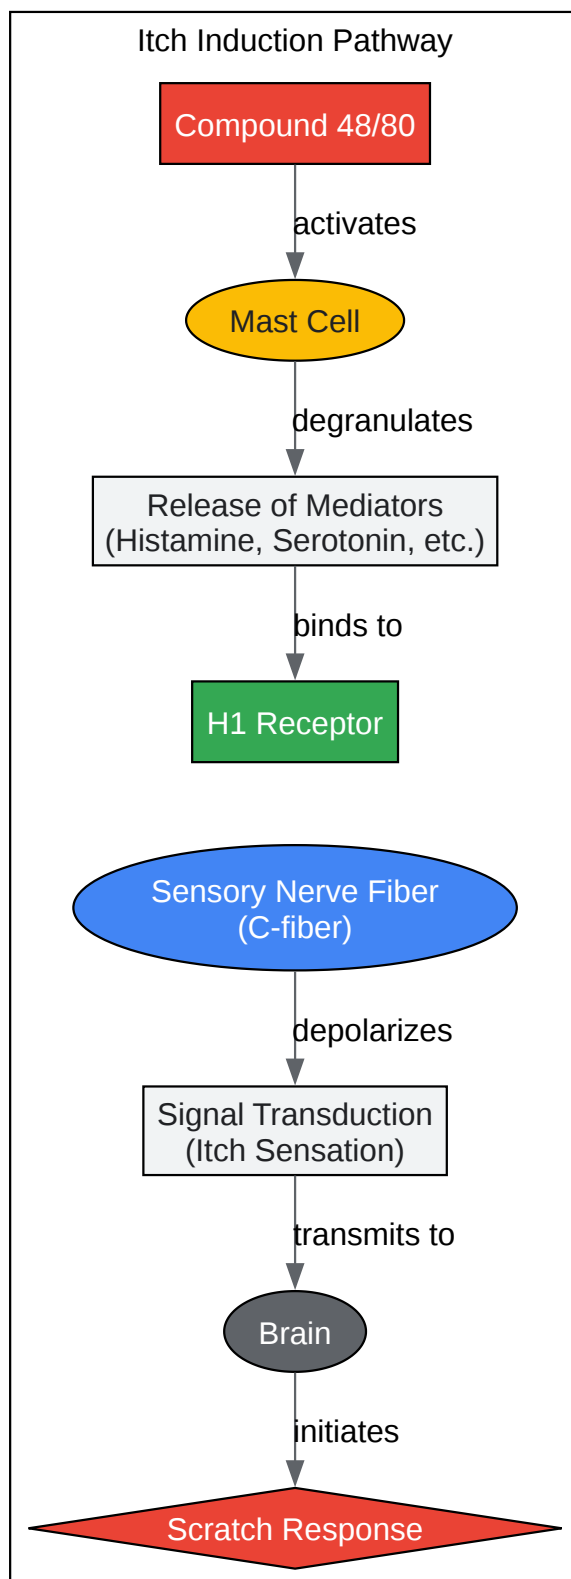 Itch Induction Pathway
Compound 48/80
activates
Mast Cell
degranulates
Release of Mediators
(Histamine, Serotonin, etc.)
binds to
H1 Receptor
Sensory Nerve Fiber
(C-fiber)
depolarizes
Signal Transduction
(Itch Sensation)
transmits to
Brain
initiates
Scratch Response